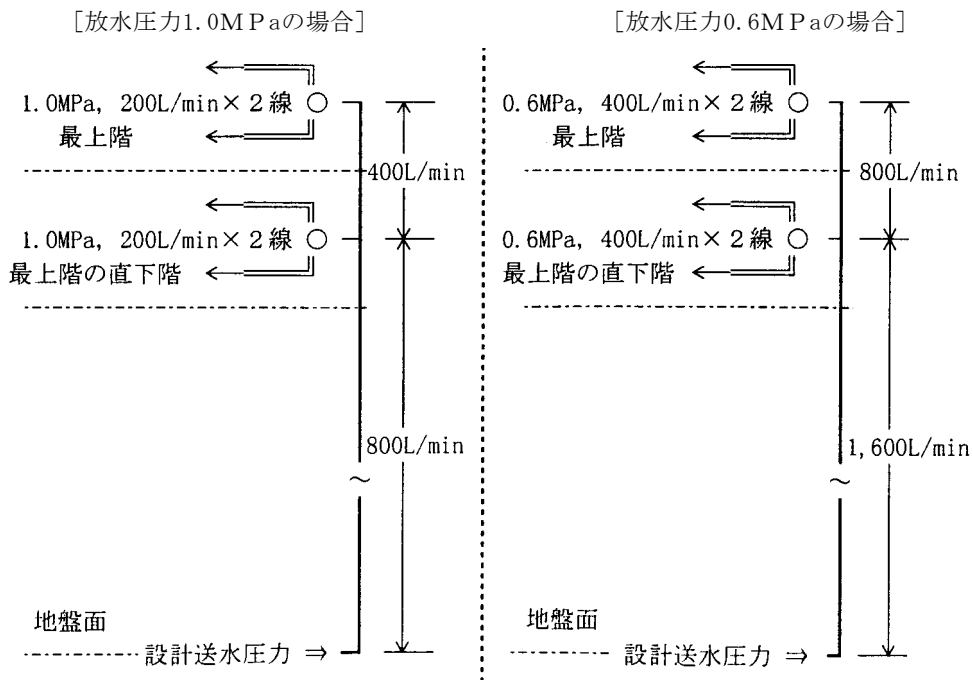 ［放水圧力1.0ＭＰaの場合］
1.0MPa, 200L/min×２線
最上階
400L/min
1.0MPa, 200L/min×２線
最上階の直下階
800L/min
～
地盤面
設計送水圧力 ⇒
［放水圧力0.6ＭＰaの場合］
0.6MPa, 400L/min×２線
最上階
800L/min
0.6MPa, 400L/min×２線
最上階の直下階
1,600L/min
～
地盤面
設計送水圧力 ⇒